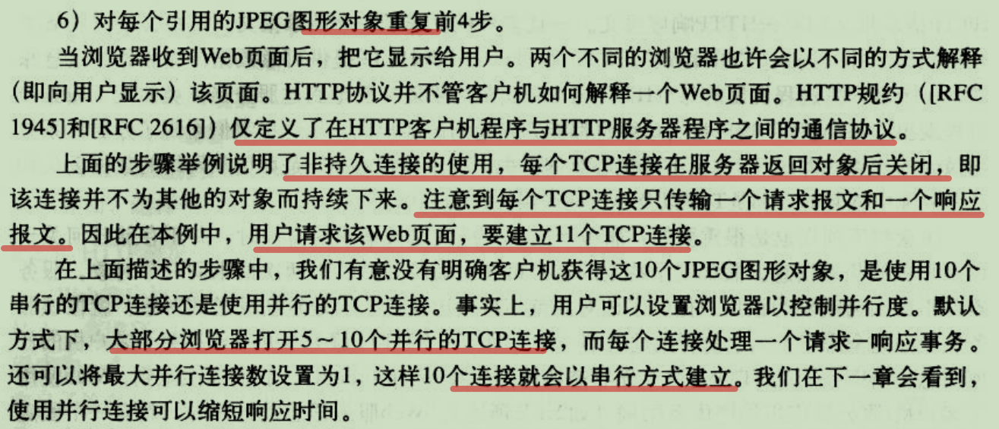 6）对每个引用的JPEG图形对象重复前4步。
当浏览器收到Web页面后，把它显示给用户。两个不同的浏览器也许会以不同的方式解释
（即向用户显示）该页面。HTTP协议并不管客户机如何解释一个Web页面。HTTP规约（[RFC
1945]和[RFC 2616]）仅定义了在HTTP客户机程序与HTTP服务器程序之间的通信协议。
上面的步骤举例说明了非持久连接的使用，每个TCP连接在服务器返回对象后关闭，即
该连接并不为其他的对象而持续下来。注意到每个TCP连接只传输一个请求报文和一个响应
报文。因此在本例中，用户请求该Web页面，要建立11个TCP连接。
在上面描述的步骤中，我们有意没有明确客户机获得这10个JPEG图形对象，是使用10个
串行的TCP连接还是使用并行的TCP连接。事实上，用户可以设置浏览器以控制并行度。默认
方式下，大部分浏览器打开5～10个并行的TCP连接，而每个连接处理一个请求-响应事务。
还可以将最大并行连接数设置为1，这样10个连接就会以串行方式建立。我们在下一章会看到，
使用并行连接可以缩短响应时间。